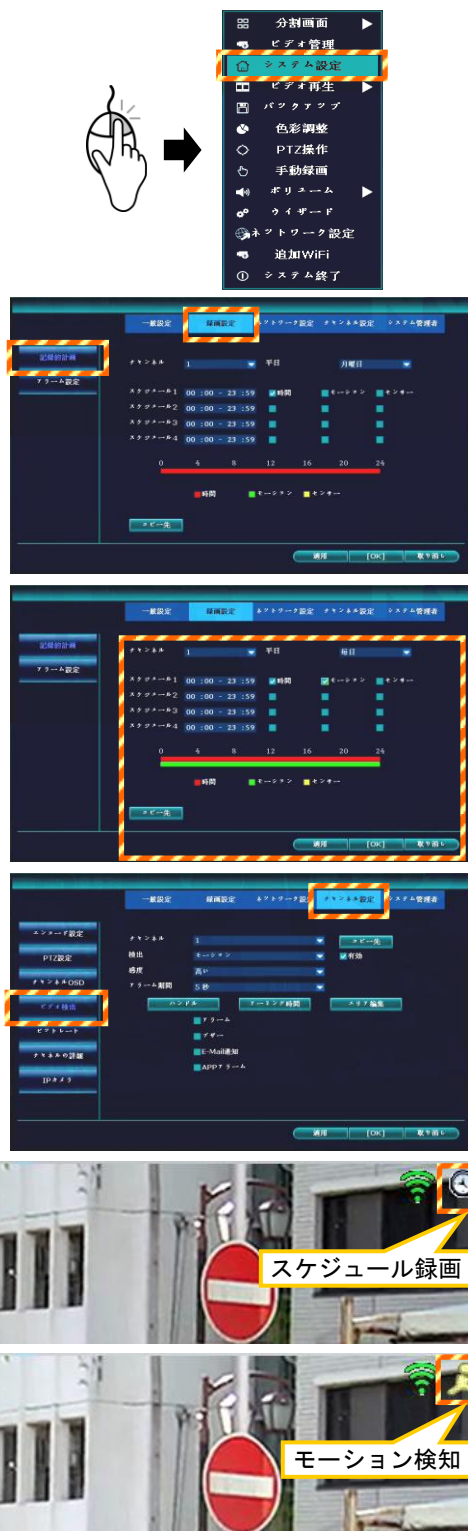 分割画面
ビデオ管理
システム設定
ビデオ再生
バックアップ
色彩調整
PTZ操作
手動録画
ボリューム
ウイザード
ネットワーク設定
追加WiFi
システム終了
一般設定 録画設定 ネットワーク設定 チャンネル設定 システム管理者
記録的計画
アラーム設定
チャンネル 1 平日 月曜日
スケジュール1 00 :00 - 23 :59 時間 モーション センサー
スケジュール2 00 :00 - 23 :59
スケジュール3 00 :00 - 23 :59
スケジュール4 00 :00 - 23 :59
0 4 8 12 16 20 24
時間 モーション センサー
コピー先
適用 [OK] 取り消し
一般設定 録画設定 ネットワーク設定 チャンネル設定 システム管理者
記録的計画
アラーム設定
チャンネル 1 平日 毎日
スケジュール1 00 :00 - 23 :59 時間 モーション センサー
スケジュール2 00 :00 - 23 :59
スケジュール3 00 :00 - 23 :59
スケジュール4 00 :00 - 23 :59
0 4 8 12 16 20 24
時間 モーション センサー
コピー先
適用 [OK] 取り消し
一般設定 録画設定 ネットワーク設 チャンネル設定 システム管理者
エンコード設定
PTZ設定
チャンネルOSD
ビデオ検出
ビットレート
チャネルの詳細
IPカメラ
チャンネル 1 コピー先
検出 モーション 有効
感度 高い
アラーム期間 5 秒
ハンドル アーミング時間 エリア編集
アラーム
ブザー
E-Mail通知
APPアラーム
適用 [OK] 取り消し
スケジュール録画
モーション検知